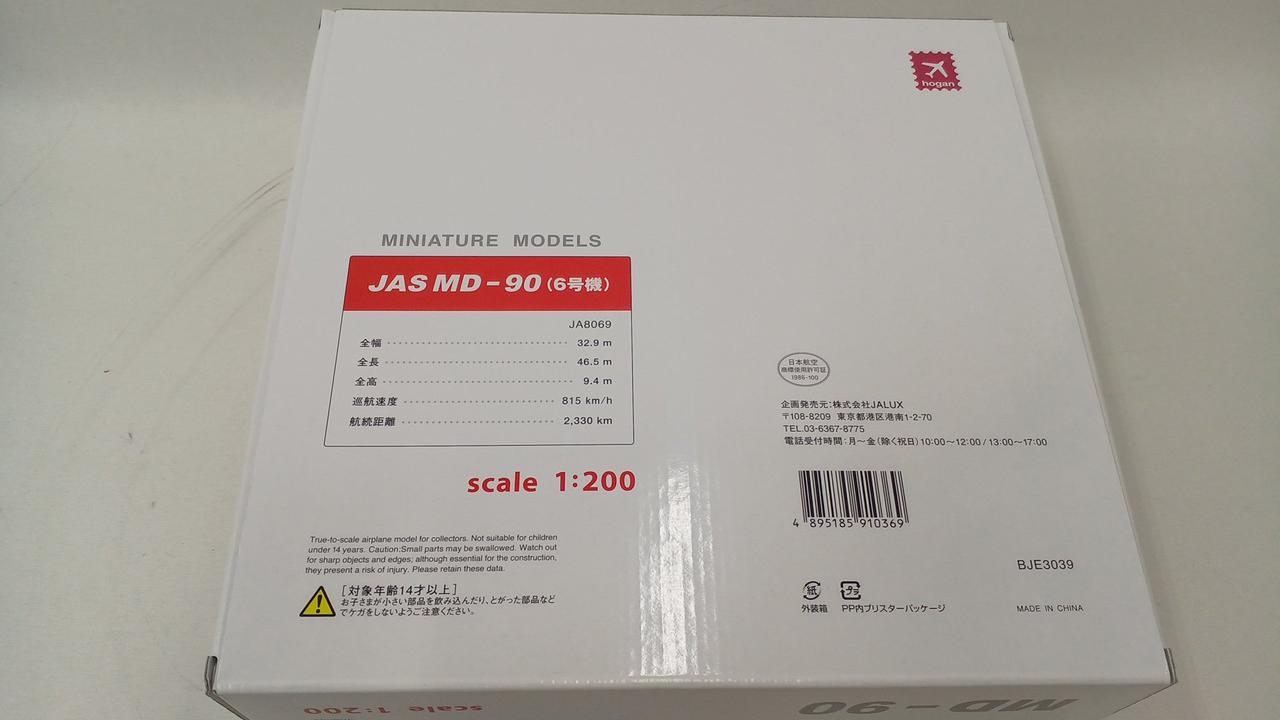 hogan
MINIATURE MODELS
JAS MD-90(6号機)
JA8069
全幅 32.9 m
全長 46.5 m
全高 9.4 m
巡航速度 815 km/h
航続距離 2,330 km
scale 1:200
True-to-scale airplane model for collectors. Not suitable for children
under 14 years. Caution:Small parts may be swallowed. Watch out
for sharp objects and edges; although essential for the construction,
they present a risk of injury. Please retain these data.
[対象年齢14才以上]
お子さまが小さい部品を飲み込んだり、とがった部品など
でケガをしないようご注意ください。
日本航空
商標使用許可証
1986-100
企画発売元:株式会社JALUX
〒108-8209 東京都港区港南1-2-70
TEL.03-6367-8775
電話受付時間:月～金(除く祝日)10:00～12:00/13:00～17:00
4 895185 910369
BJE3039
紙
外装箱
プラ
PP内ブリスターパッケージ
MADE IN CHINA
scale 1:200
MD-90